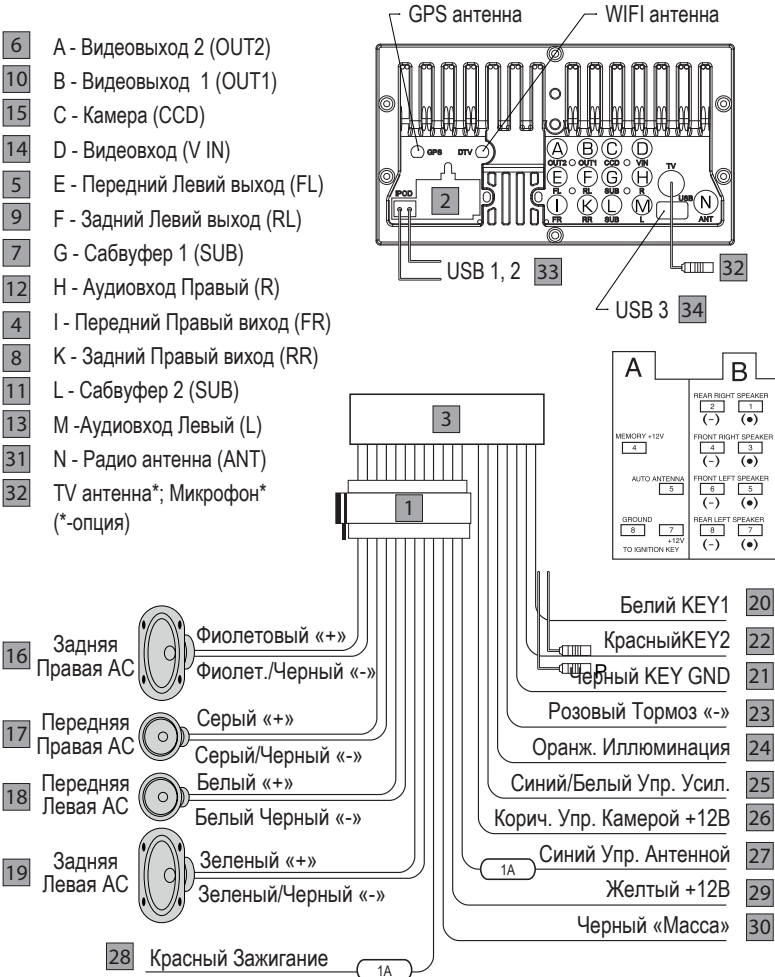 GPS антенна
WIFI антенна
6 A - Видеовыход 2 (OUT2)
10 B - Видеовыход 1 (OUT1)
15 C - Камера (CCD)
14 D - Видеовход (V IN)
5 E - Передний Левий выход (FL)
9 F - Задний Левий выход (RL)
7 G - Сабвуфер 1 (SUB)
12 H - Аудиовход Правый (R)
4 I - Передний Правый виход (FR)
8 K - Задний Правый виход (RR)
11 L - Сабвуфер 2 (SUB)
13 M -Аудиовход Левый (L)
31 N - Радио антенна (ANT)
32 TV антенна*; Микрофон*
(*-опция)
GPS DTV
A B C D
OUT2 OUT1 CCD VIN
TV
E F G H
FL RL SUB R
IPOD
2
USB
I K L M N
FR RR SUB L ANT
USB 1, 2 33
32
USB 3 34
A B
REAR RIGHT SPEAKER
2 1
(-) (●)
MEMORY +12V
4
FRONT RIGHT SPEAKER
4 3
(-) (●)
AUTO ANTENNA
5
FRONT LEFT SPEAKER
6 5
(-) (●)
GROUND
8 7
+12V
TO IGNITION KEY
REAR LEFT SPEAKER
8 7
(-) (●)
3
1
16 Задняя
Правая АС
Фиолетовый «+»
Фиолет./Черный «-»
17 Передняя
Правая АС
Серый «+»
Серый/Черный «-»
18 Передняя
Левая АС
Белый «+»
Белый Черный «-»
19 Задняя
Левая АС
Зеленый «+»
Зеленый/Черный «-»
28 Красный Зажигание
1A
Белий KEY1 20
КрасныйKEY2 22
Черный KEY GND 21
Розовый Тормоз «-» 23
Оранж. Иллюминация 24
Синий/Белый Упр. Усил. 25
Корич. Упр. Камерой +12В 26
Синий Упр. Антенной 27
1A
Желтый +12В 29
Черный «Масса» 30